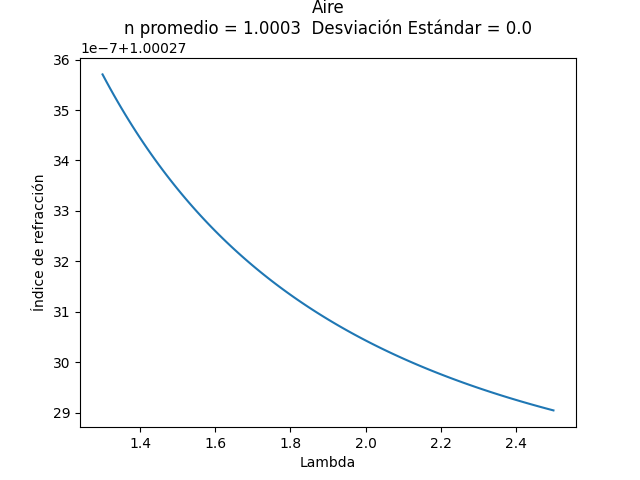 Aire
n promedio = 1.0003  Desviación Estándar = 0.0
1e-7+1.00027
36
35
34
33
32
31
30
29
Índice de refracción
1.4
1.6
1.8
2.0
2.2
2.4
Lambda